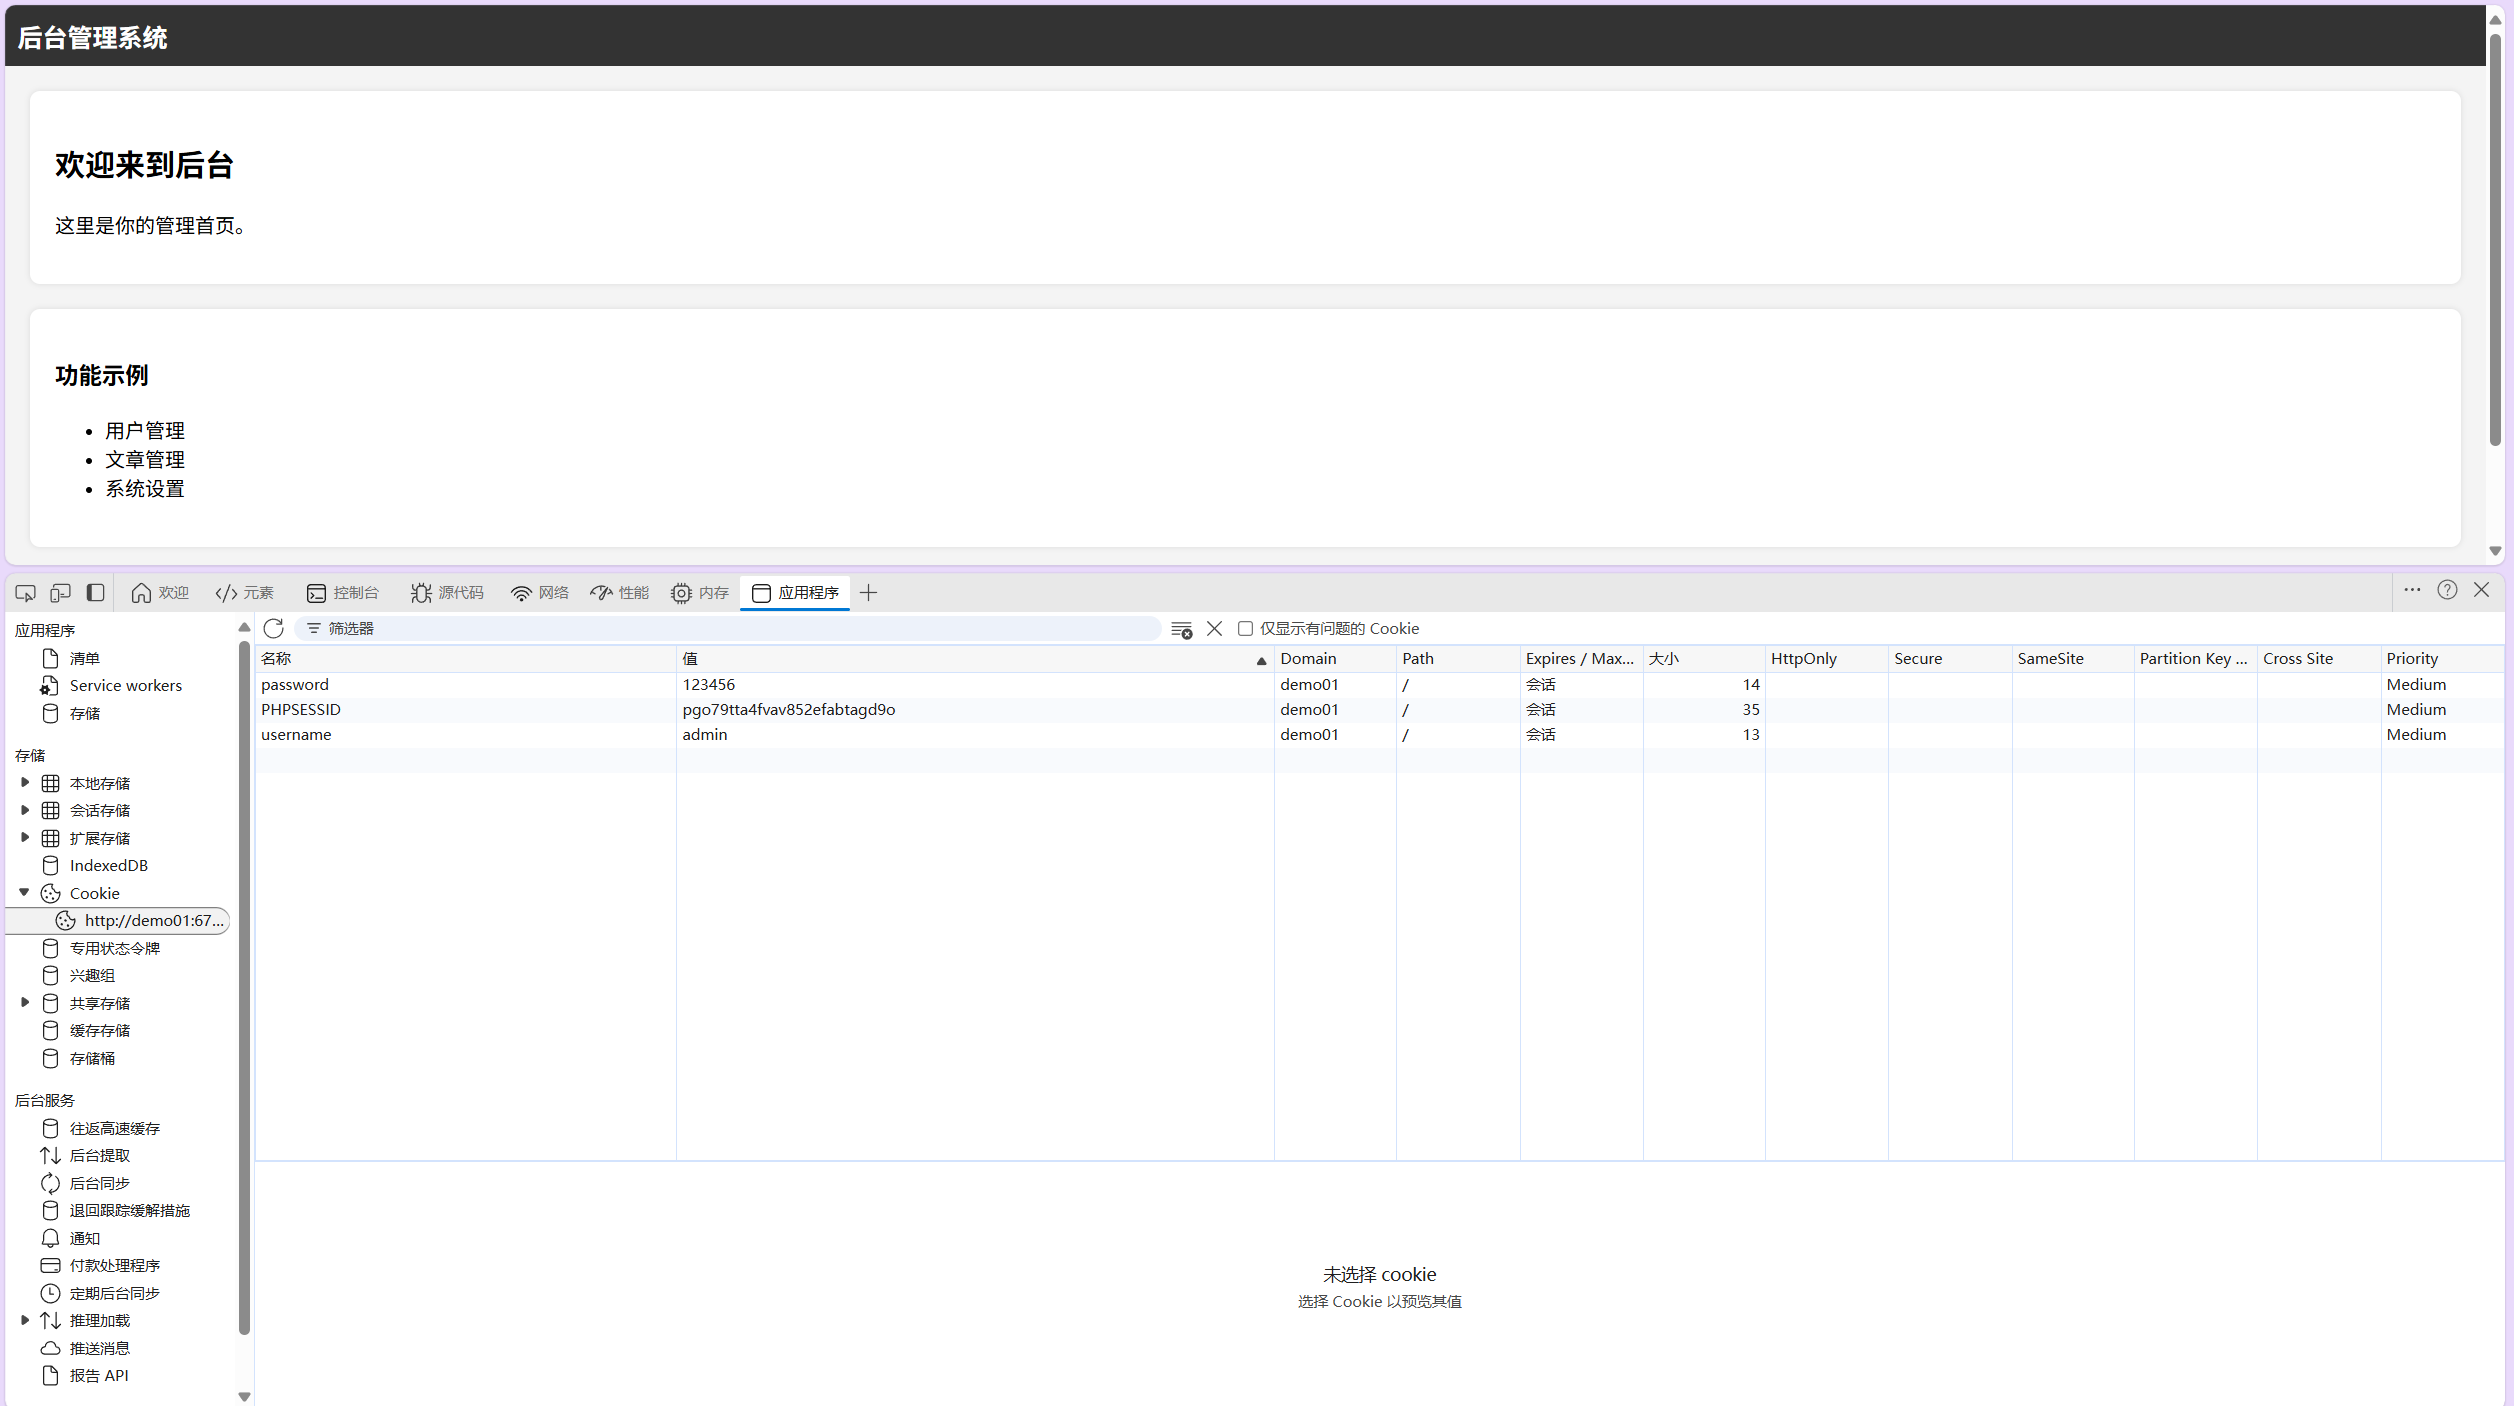 后台管理系统
欢迎来到后台
这里是你的管理首页。
功能示例
用户管理
文章管理
系统设置
欢迎 元素 控制台 源代码 网络 性能 内存 应用程序
应用程序
清单
Service workers
存储
存储
本地存储
会话存储
扩展存储
IndexedDB
Cookie
http://demo01:67...
专用状态令牌
兴趣组
共享存储
缓存存储
存储桶
后台服务
往返高速缓存
后台提取
后台同步
退回跟踪缓解措施
通知
付款处理程序
定期后台同步
推理加载
推送消息
报告 API
筛选器 仅显示有问题的 Cookie
名称 值 Domain Path Expires / Max... 大小 HttpOnly Secure SameSite Partition Key ... Cross Site Priority
password 123456 demo01 / 会话 14 Medium
PHPSESSID pgo79tta4fvav852efabtagd9o demo01 / 会话 35 Medium
username admin demo01 / 会话 13 Medium
未选择 cookie
选择 Cookie 以预览其值